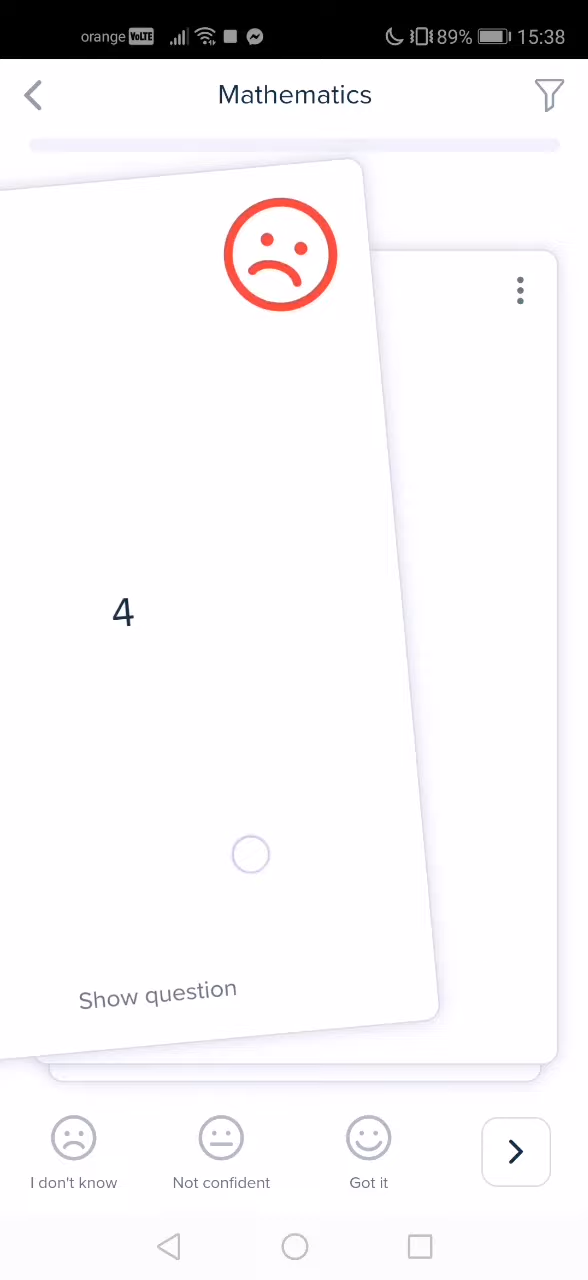 orange VoLTE 89% 15:38
Mathematics
4
Show question
I don't know Not confident Got it